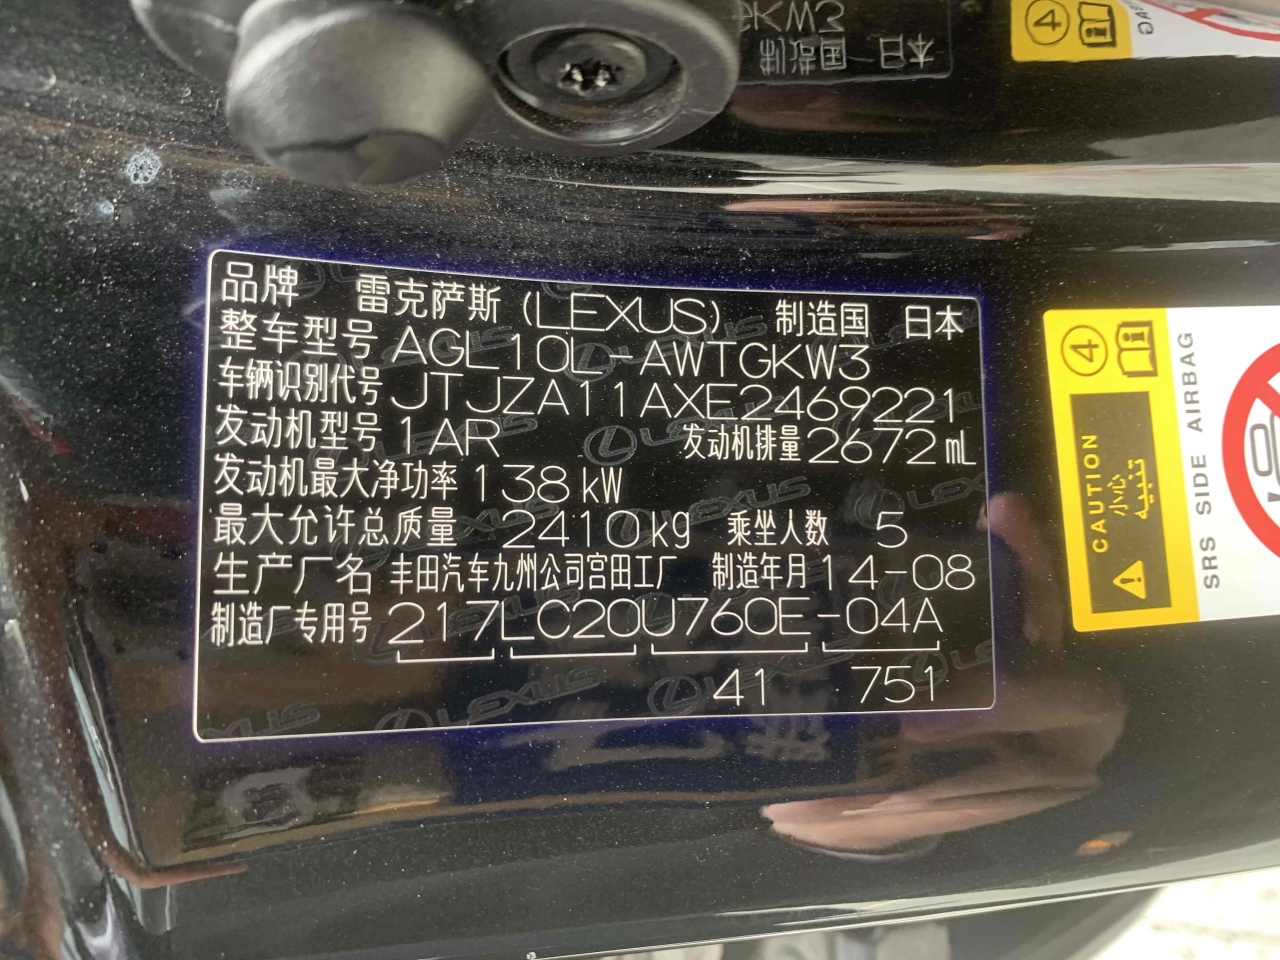 制造国 日本
品牌 雷克萨斯 (LEXUS) 制造国 日本
整车型号 AGL10L-AWTGKW3
车辆识别代号 JTJZA11AXE2469221
发动机型号 1AR 发动机排量 2672 mL
发动机最大净功率 138 kW
最大允许总质量 2410 kg 乘坐人数 5
生产厂名 丰田汽车九州公司宫田工厂 制造年月 14-08
制造厂专用号 217LC20U760E-04A
41 751
4
CAUTION
小心
تنبيه
SRS SIDE AIRBAG
4